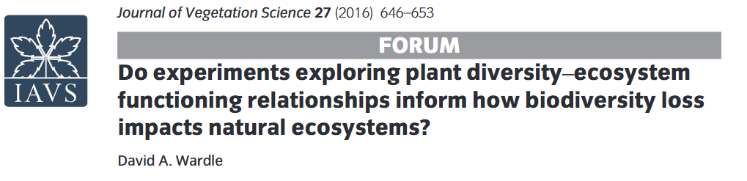 Journal of Vegetation Science 27 (2016) 646–653
FORUM
IAVS
Do experiments exploring plant diversity–ecosystem
functioning relationships inform how biodiversity loss
impacts natural ecosystems?
David A. Wardle